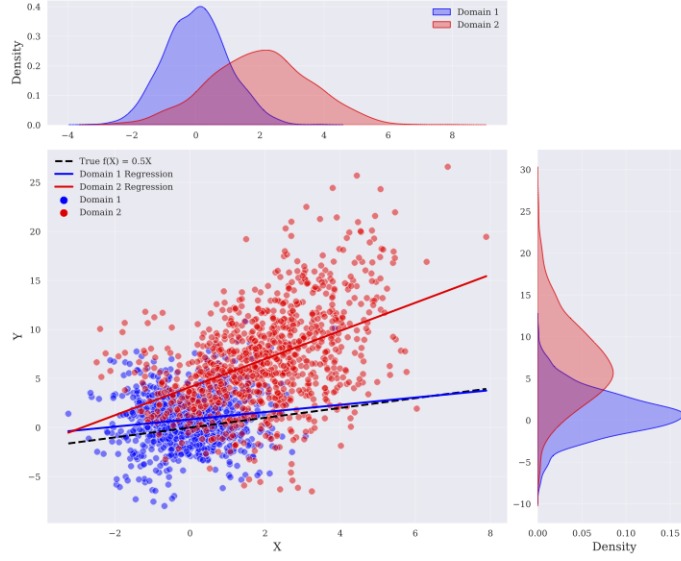 0.4
0.3
0.2
0.1
0.0
Density
−4 −2 0 2 4 6 8
Domain 1
Domain 2
True f(X) = 0.5X
Domain 1 Regression
Domain 2 Regression
Domain 1
Domain 2
25
20
15
10
5
0
−5
Y
−2 0 2 4 6 8
X
30
25
20
15
10
5
0
−5
−10
0.00 0.05 0.10 0.15
Density